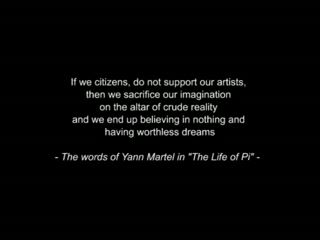 If we citizens, do not support our artists,
then we sacrifice our imagination
on the altar of crude reality
and we end up believing in nothing and
having worthless dreams
- The words of Yann Martel in "The Life of Pi" -